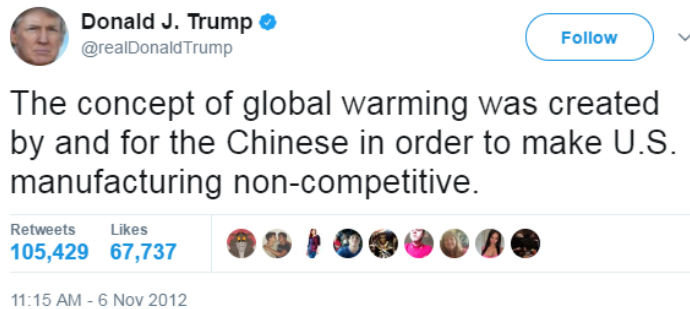 Donald J. Trump
@realDonaldTrump
Follow
The concept of global warming was created
by and for the Chinese in order to make U.S.
manufacturing non-competitive.
Retweets Likes
105,429 67,737
11:15 AM - 6 Nov 2012